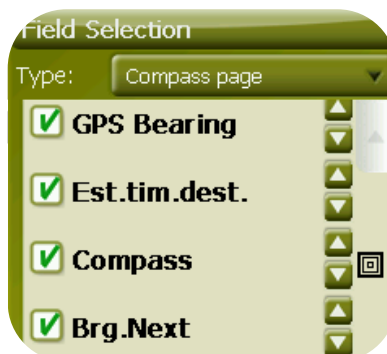 Field Selection
Type: Compass page
GPS Bearing
Est.tim.dest.
Compass
Brg.Next